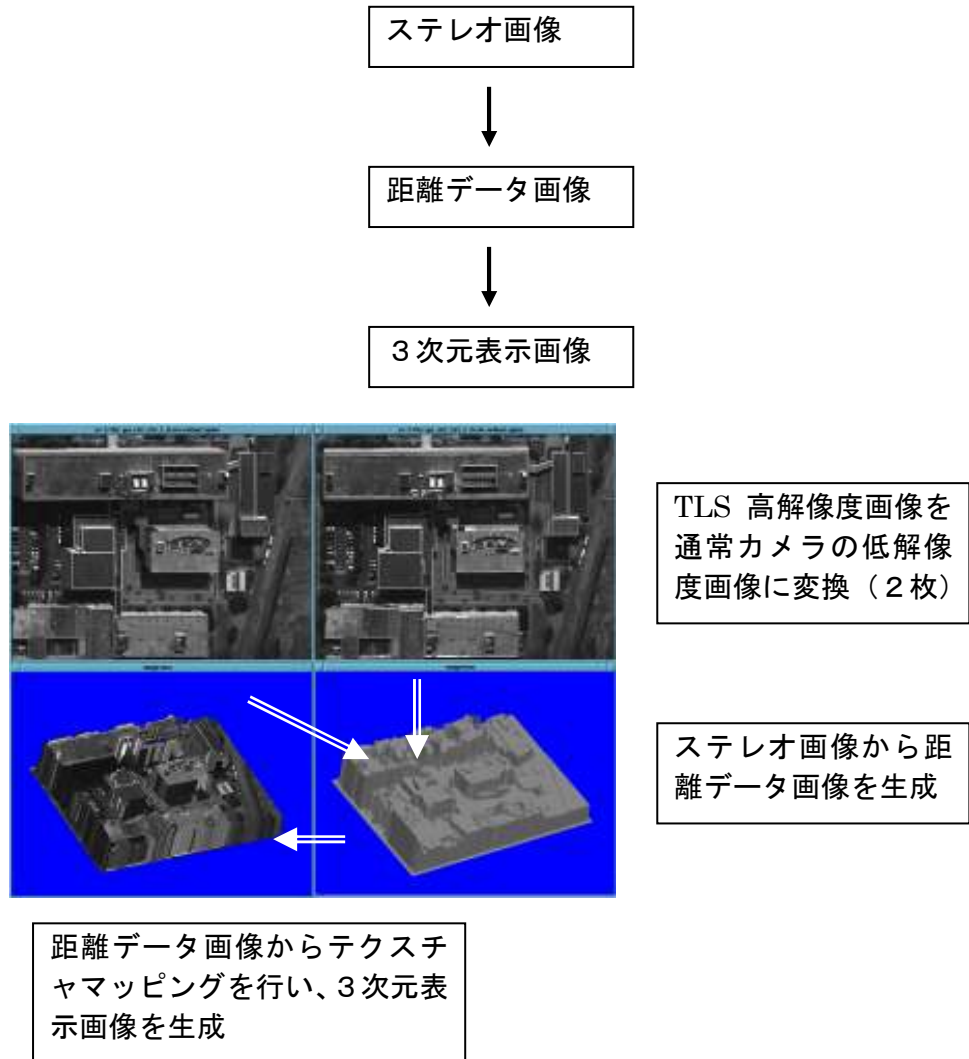 ステレオ画像
距離データ画像
３次元表示画像
TLS 高解像度画像を
通常カメラの低解像
度画像に変換（２枚）
ステレオ画像から距
離データ画像を生成
距離データ画像からテクスチ
ャマッピングを行い、３次元表
示画像を生成